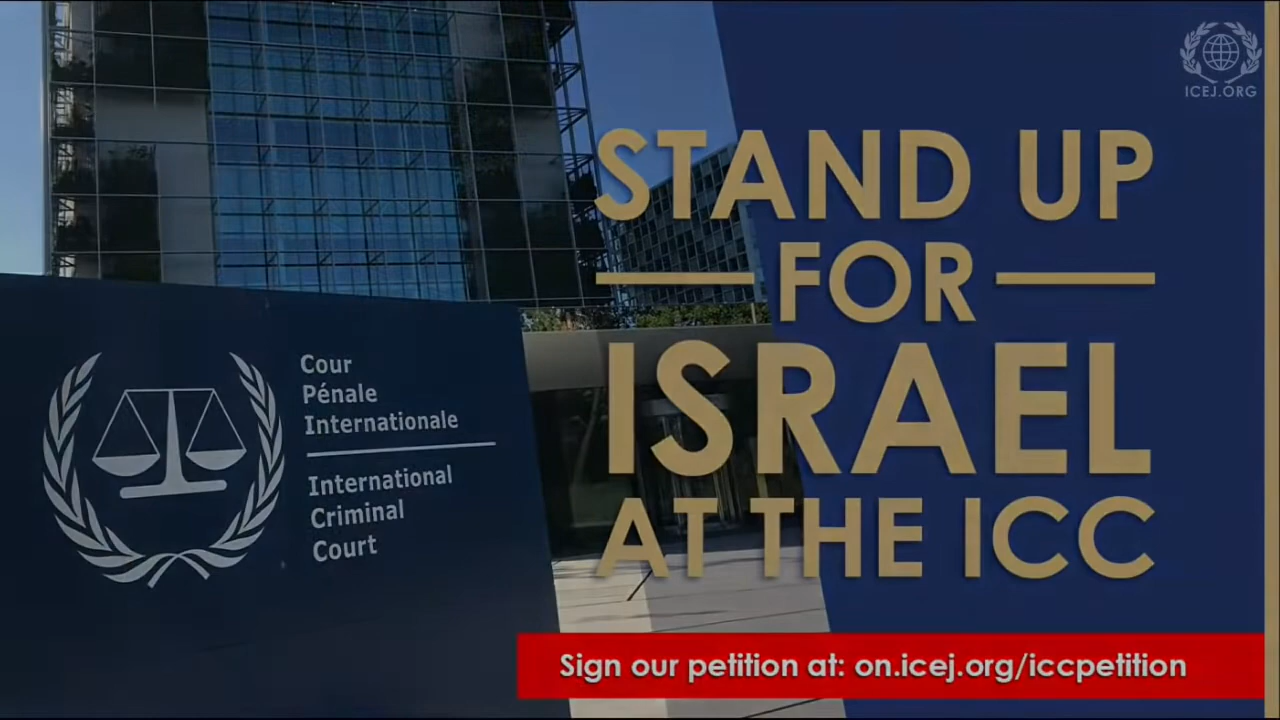 ICEJ.ORG
STAND UP
FOR
ISRAEL
AT THE ICC
Cour
Pénale
Internationale
International
Criminal
Court
Sign our petition at: on.icej.org/iccpetition